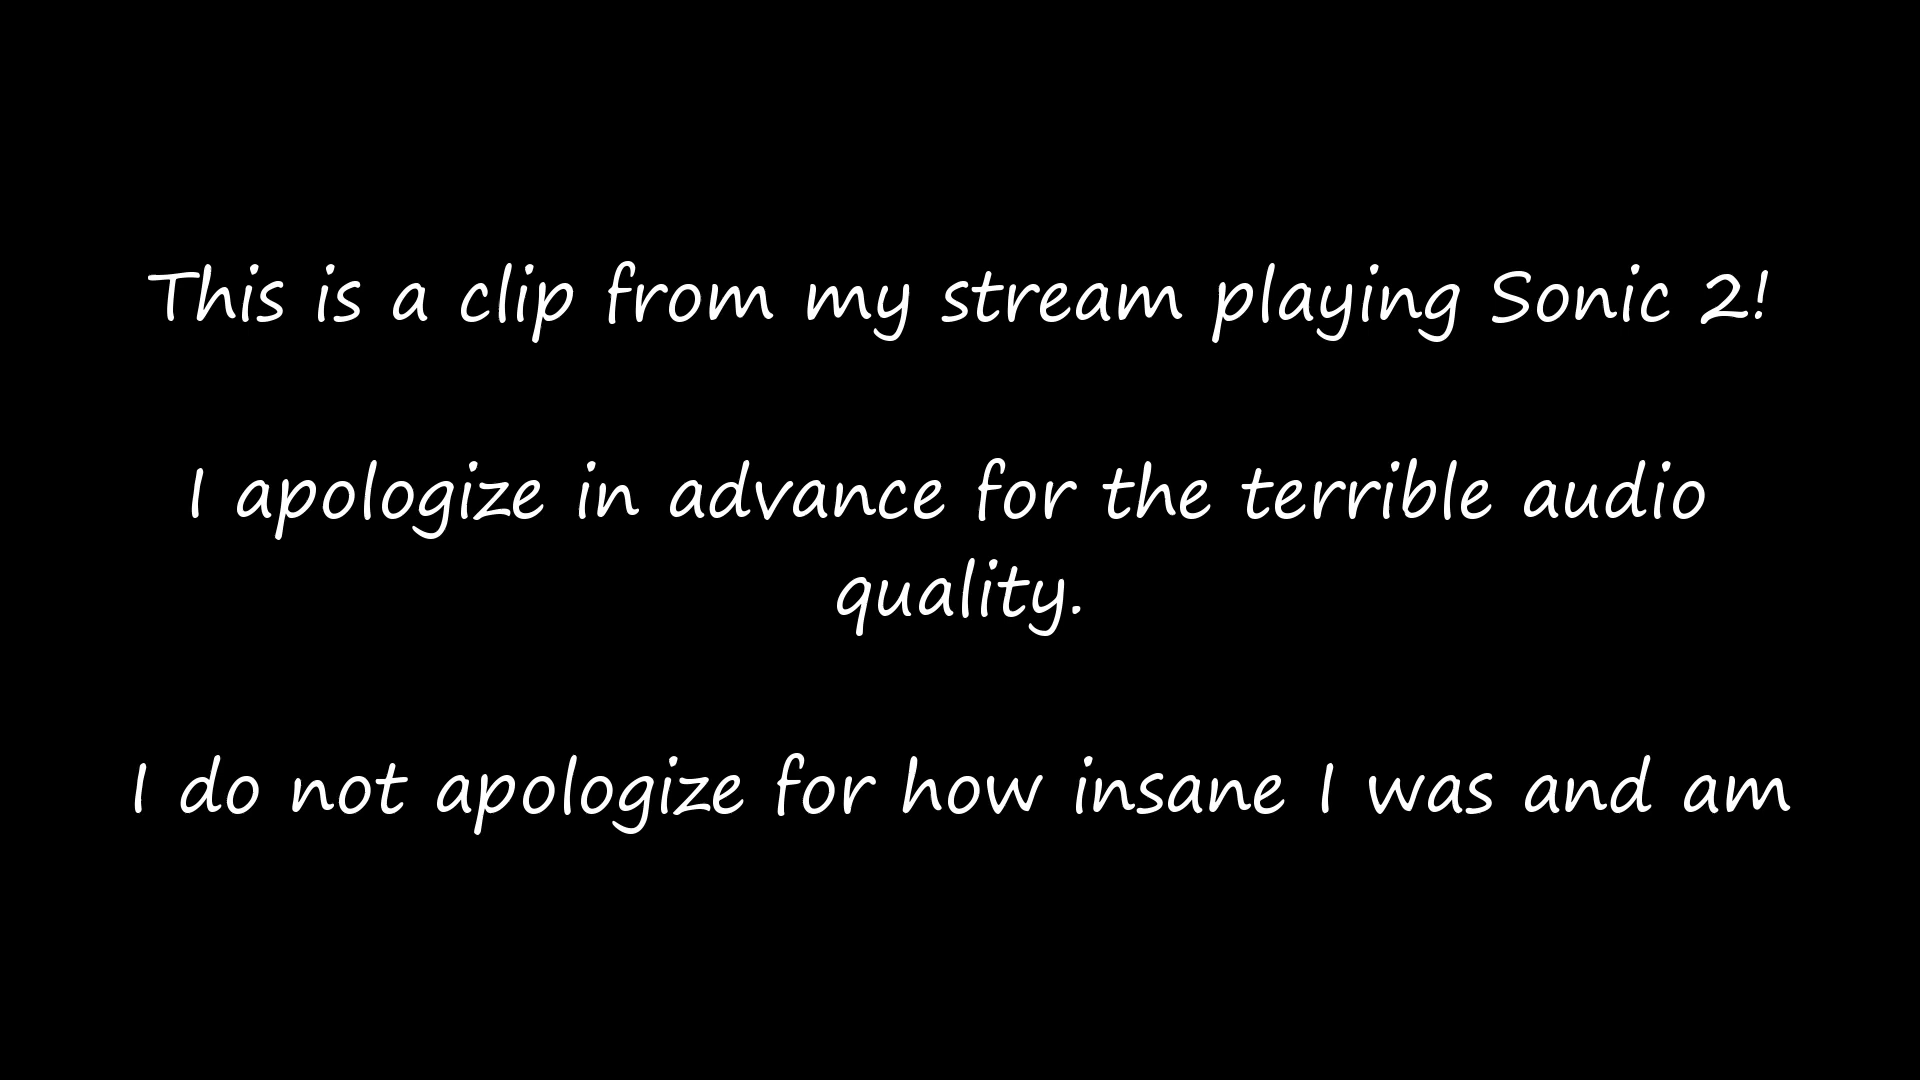 This is a clip from my stream playing Sonic 2!
I apologize in advance for the terrible audio
quality.
I do not apologize for how insane I was and am